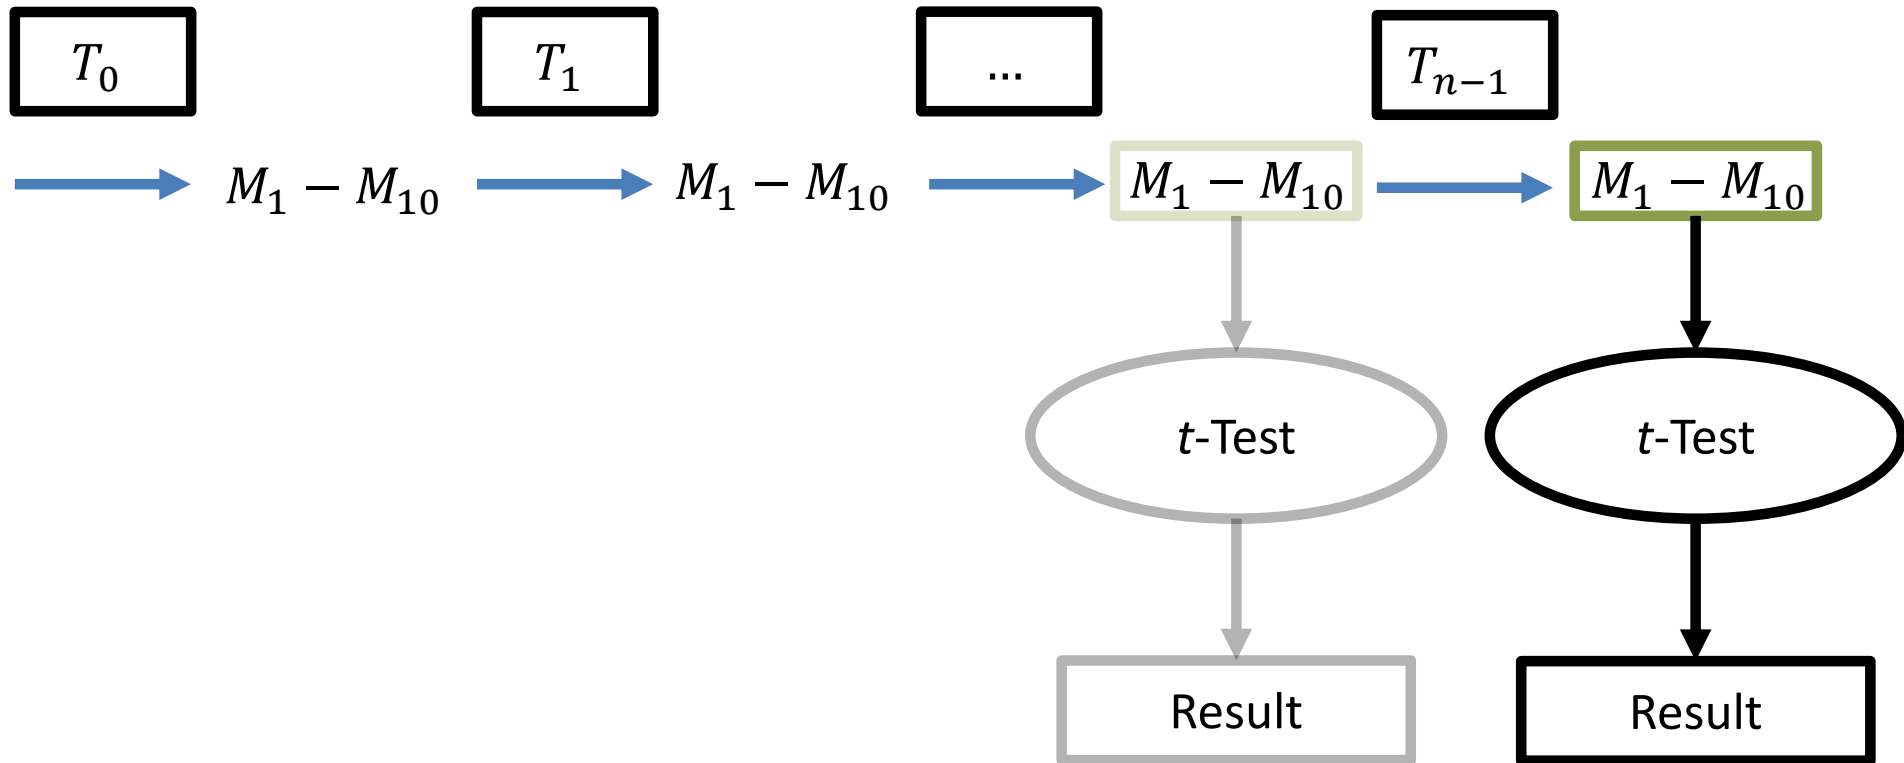 T₀ T₁ ... Tₙ₋₁
M₁ − M₁₀ M₁ − M₁₀ M₁ − M₁₀ M₁ − M₁₀
t-Test t-Test
Result Result